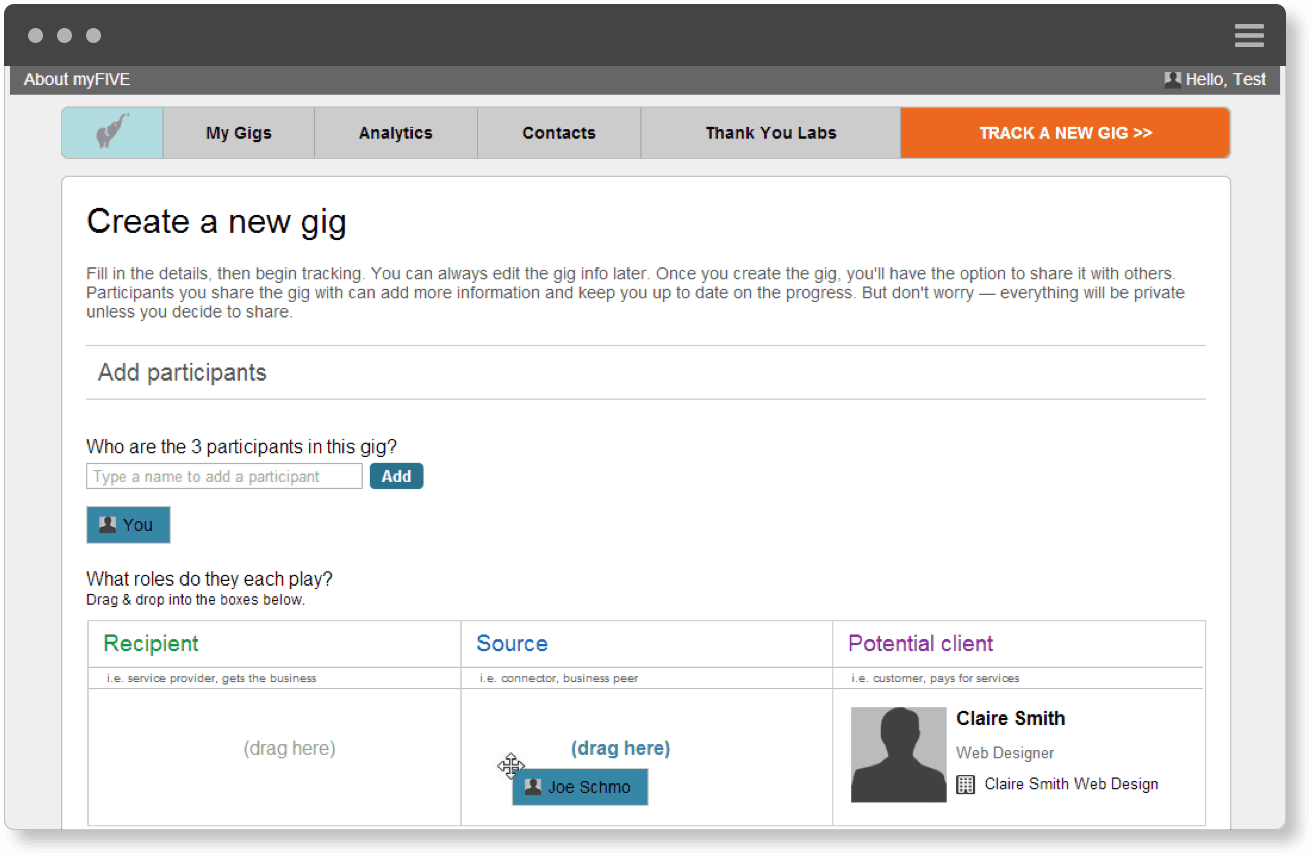 About myFIVE
Hello, Test
My Gigs
Analytics
Contacts
Thank You Labs
TRACK A NEW GIG >>
Create a new gig
Fill in the details, then begin tracking. You can always edit the gig info later. Once you create the gig, you'll have the option to share it with others.
Participants you share the gig with can add more information and keep you up to date on the progress. But don't worry — everything will be private
unless you decide to share.
Add participants
Who are the 3 participants in this gig?
Type a name to add a participant
Add
You
What roles do they each play?
Drag & drop into the boxes below.
Recipient
Source
Potential client
i.e. service provider, gets the business
i.e. connector, business peer
i.e. customer, pays for services
(drag here)
(drag here)
Joe Schmo
Claire Smith
Web Designer
Claire Smith Web Design